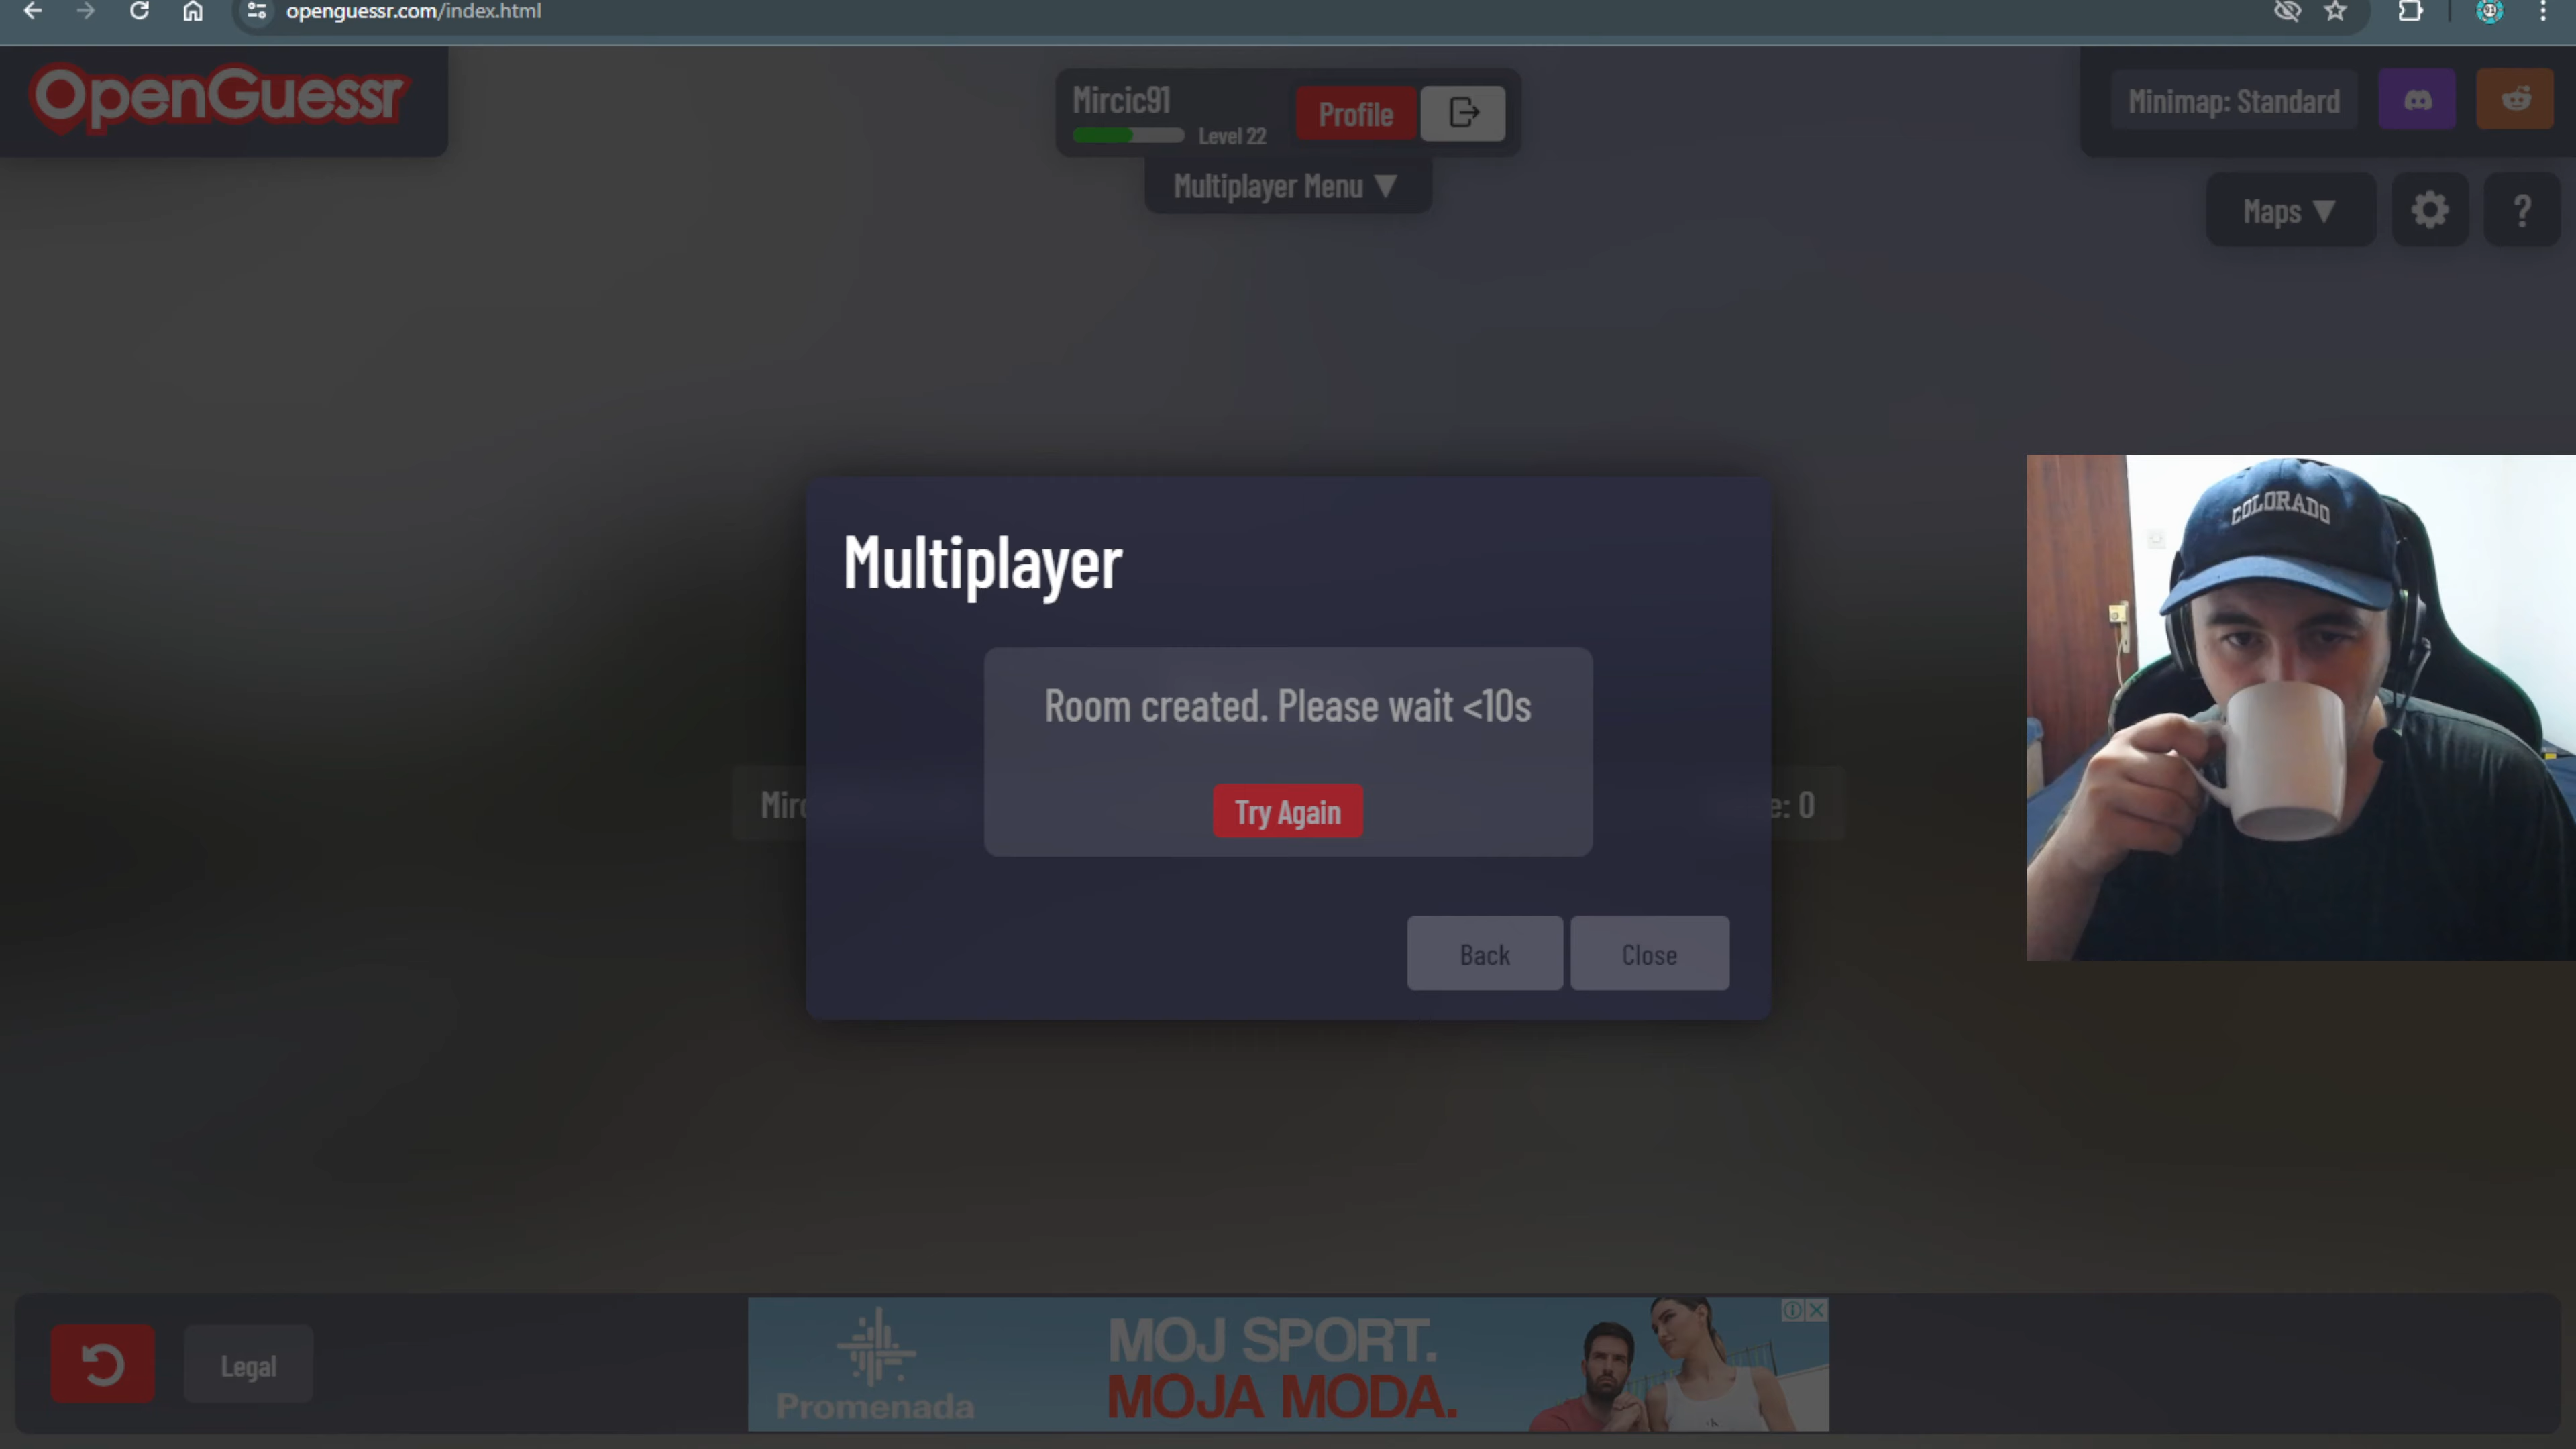 openguessr.com/index.html
OpenGuessr
Mircic91
Level 22
Profile
Minimap: Standard
Multiplayer Menu ▼
Maps ▼
?
COLORADO
Multiplayer
Room created. Please wait <10s
Try Again
e: 0
Back
Close
Legal
Promenada
MOJ SPORT.
MOJA MODA.